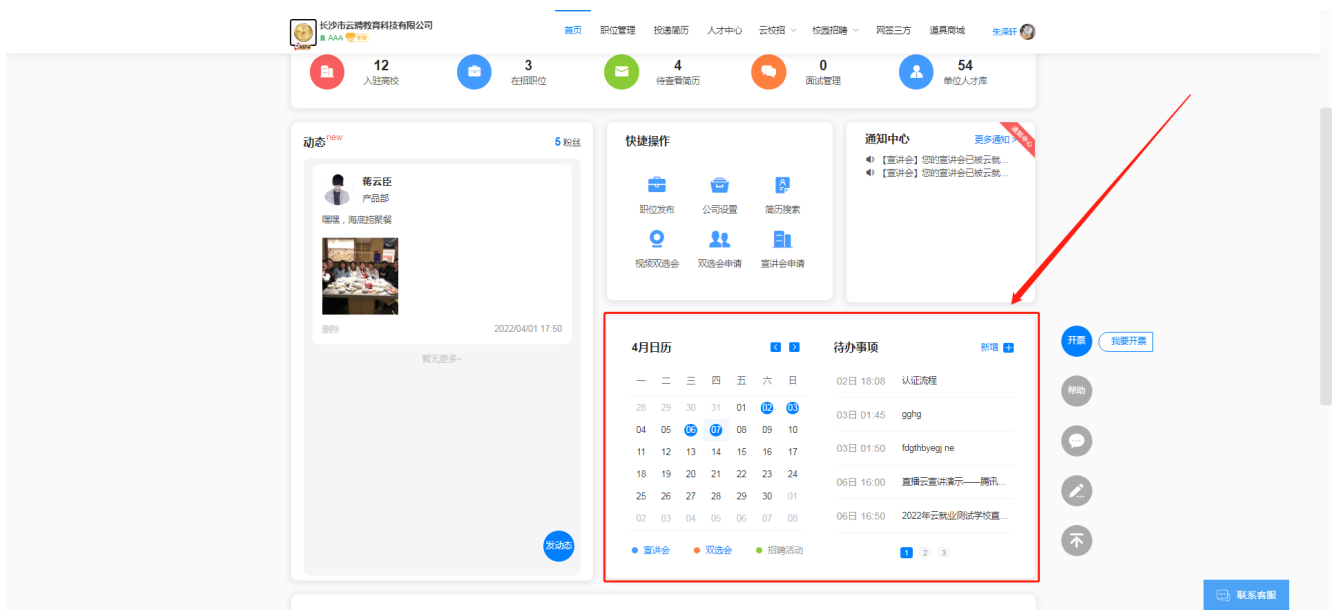 长沙市云聘教育科技有限公司
AAA
首页 职位管理 投递简历 人才中心 云校招 校园招聘 网签三方 道具商城 朱泽轩
12 3 4 0 54
入驻高校 在招职位 待查看简历 面试管理 单位人才库
动态 new 5 粉丝
蒋云臣
产品部
嘿嘿，海底捞聚餐
删除 2022/04/01 17:50
暂无更多~
发动态
快捷操作
职位发布 公司设置 简历搜索
视频双选会 双选会申请 宣讲会申请
通知中心 更多通知 >
通知中心
【宣讲会】您的宣讲会已被云就...
【宣讲会】您的宣讲会已被云就...
4月日历 < >
一 二 三 四 五 六 日
28 29 30 31 01 02 03
04 05 06 07 08 09 10
11 12 13 14 15 16 17
18 19 20 21 22 23 24
25 26 27 28 29 30 01
02 03 04 05 06 07 08
宣讲会 双选会 招聘活动
待办事项 新增 +
02日 18:08 认证流程
03日 01:45 gghg
03日 01:50 fdgthbyegj ne
06日 16:00 直播云宣讲演示——腾讯...
06日 16:50 2022年云就业测试学校直...
1 2 3
开票 我要开票
帮助
联系客服